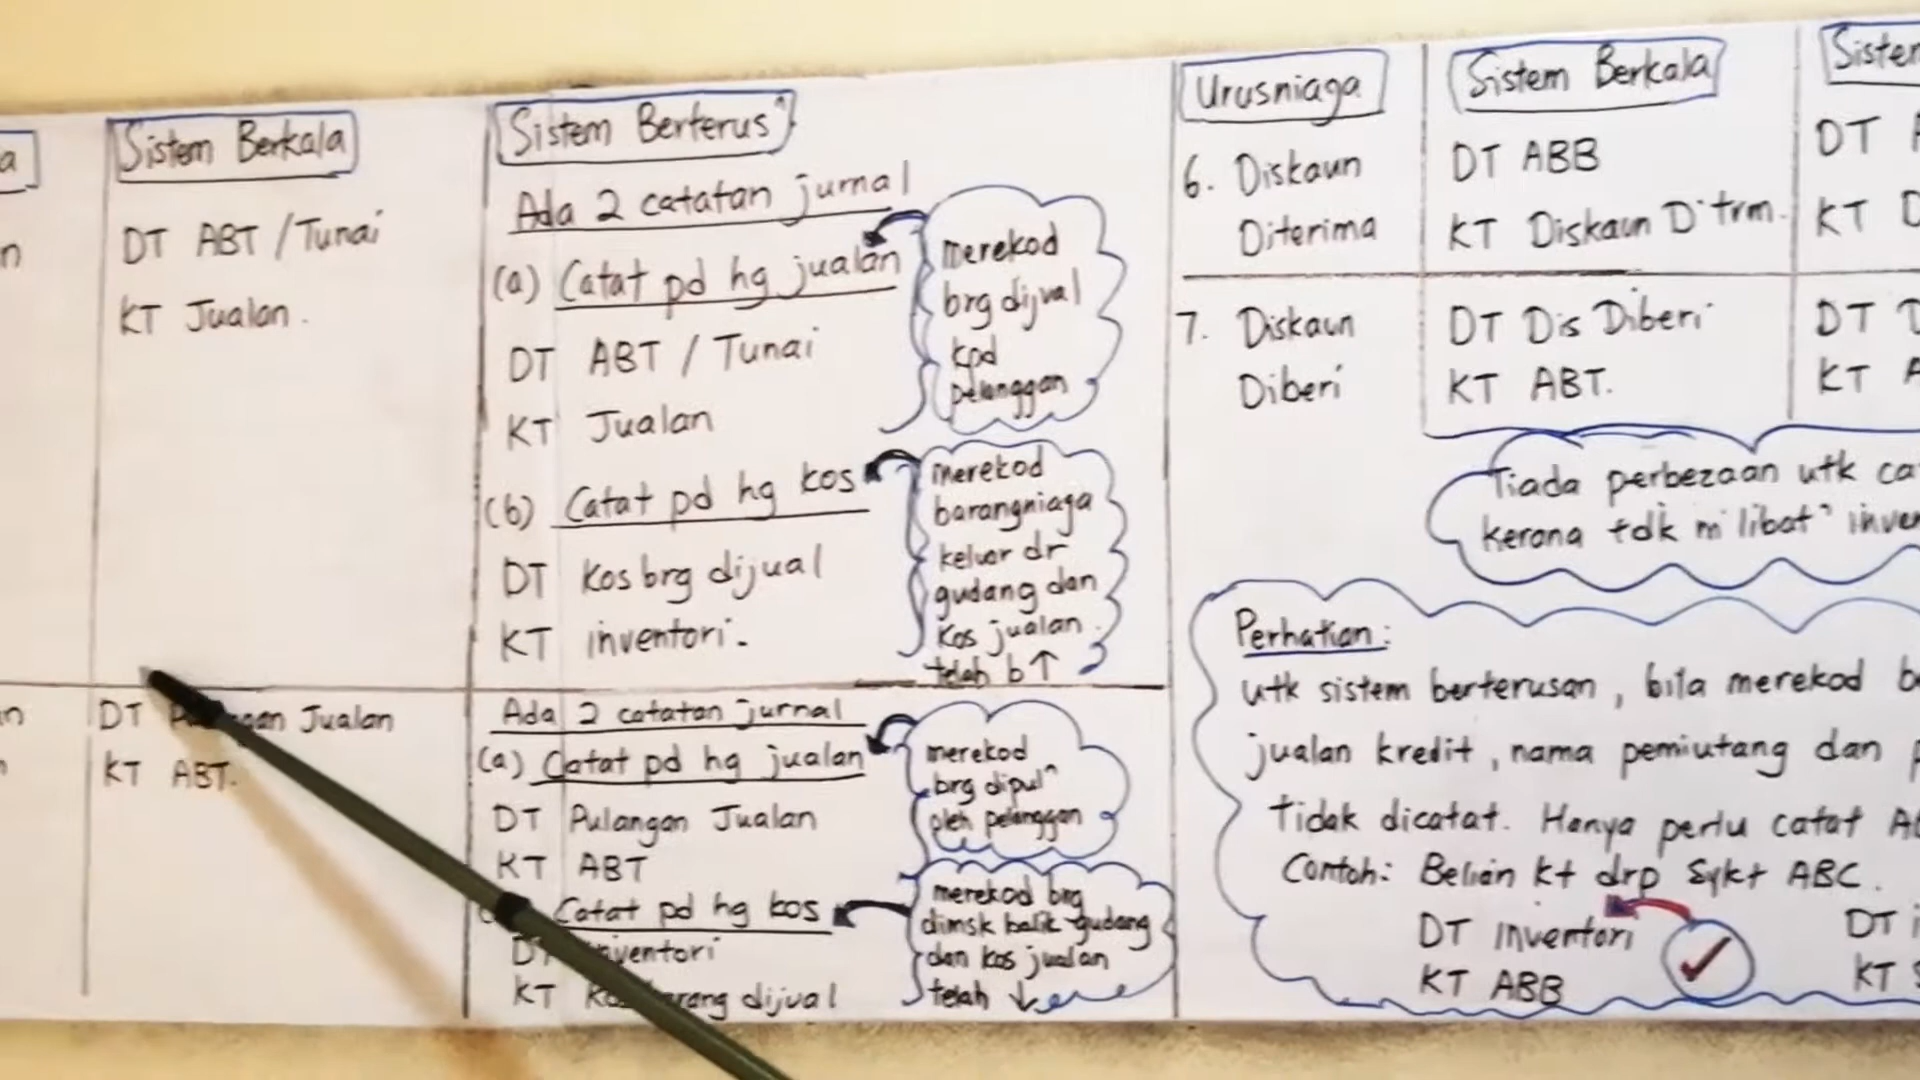 Sistem Berkala
DT ABT / Tunai
KT Jualan.
DT Jualan
KT ABT.
Sistem Berterus^
Ada 2 catatan jurnal
(a) Catat pd hg jualan
DT ABT / Tunai
KT Jualan
(b) Catat pd hg kos
DT Kos brg dijual
KT inventori.
merekod
brg dijual
kpd
pelanggan
merekod
barangniaga
keluar dr
gudang dan
kos jualan
telah b↑
Ada 2 catatan jurnal
(a) Catat pd hg jualan
DT Pulangan Jualan
KT ABT
Catat pd hg kos
DT
KT dijual
merekod
brg dipul^
oleh pelanggan
merekod brg
dimsk balik gudang
dan kos jualan
telah ↓
Urusniaga
Sistem Berkala
6. Diskaun
Diterima
DT ABB
KT Diskaun D'trm.
DT
KT
7. Diskaun
Diberi
DT Dis Diberi
KT ABT.
DT
KT
Tiada perbezaan utk
kerana tdk m'libat^
Perhatian:
utk sistem berterusan, bila merekod
jualan kredit, nama pemiutang dan
Tidak dicatat. Hanya perlu catat
Contoh: Belian kt drp Sykt ABC.
DT inventori
KT ABB
DT
KT